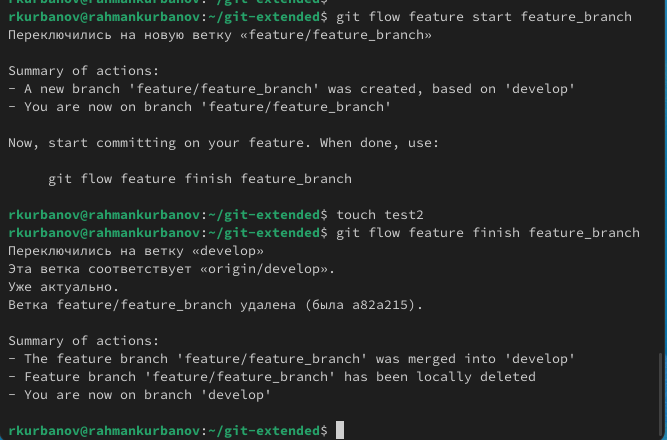 rkurbanov@rahmankurbanov:~/git-extended$ git flow feature start feature_branch
Переключились на новую ветку «feature/feature_branch»
Summary of actions:
- A new branch 'feature/feature_branch' was created, based on 'develop'
- You are now on branch 'feature/feature_branch'
Now, start committing on your feature. When done, use:
git flow feature finish feature_branch
rkurbanov@rahmankurbanov:~/git-extended$ touch test2
rkurbanov@rahmankurbanov:~/git-extended$ git flow feature finish feature_branch
Переключились на ветку «develop»
Эта ветка соответствует «origin/develop».
Уже актуально.
Ветка feature/feature_branch удалена (была a82a215).
Summary of actions:
- The feature branch 'feature/feature_branch' was merged into 'develop'
- Feature branch 'feature/feature_branch' has been locally deleted
- You are now on branch 'develop'
rkurbanov@rahmankurbanov:~/git-extended$